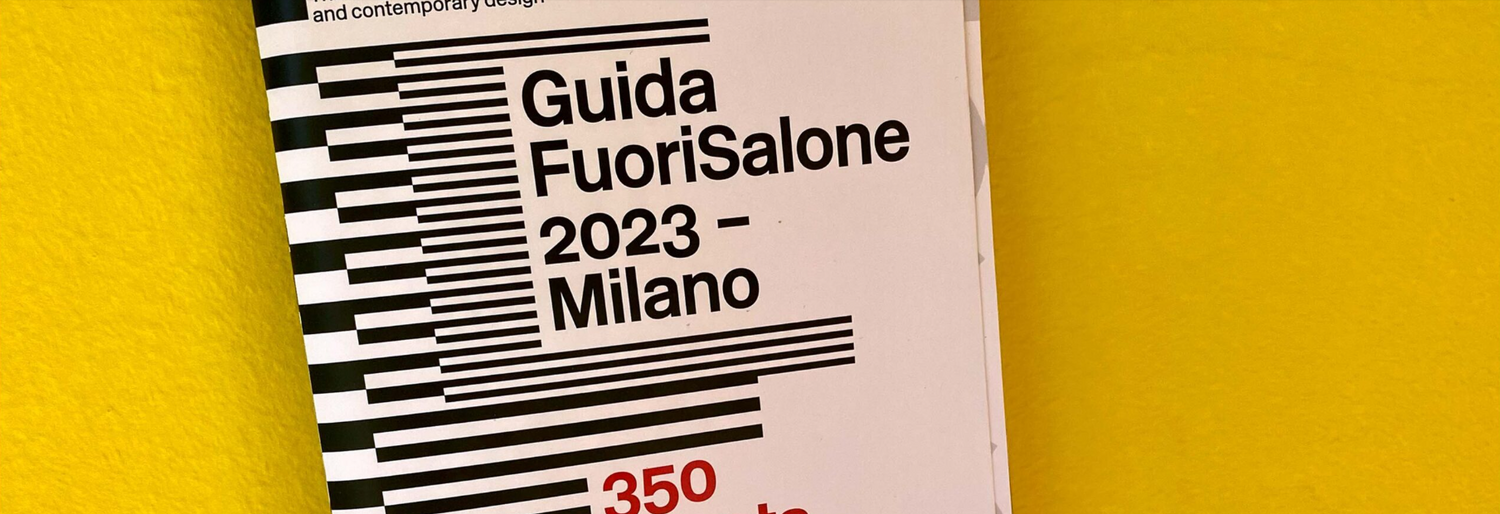 and contemporary design
Guida
FuoriSalone
2023 –
Milano
350